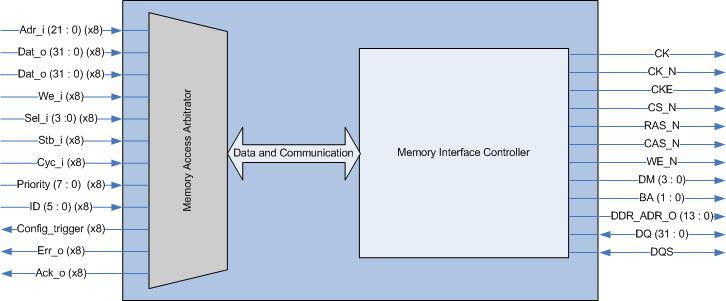 Adr_i (21 : 0) (x8)
Dat_o (31 : 0) (x8)
Dat_o (31 : 0) (x8)
We_i (x8)
Sel_i (3 :0) (x8)
Stb_i (x8)
Cyc_i (x8)
Priority (7 : 0) (x8)
ID (5 : 0) (x8)
Config_trigger (x8)
Err_o (x8)
Ack_o (x8)
Memory Access Arbitrator
Data and Communication
Memory Interface Controller
CK
CK_N
CKE
CS_N
RAS_N
CAS_N
WE_N
DM (3 : 0)
BA (1 : 0)
DDR_ADR_O (13 : 0)
DQ (31 : 0)
DQS